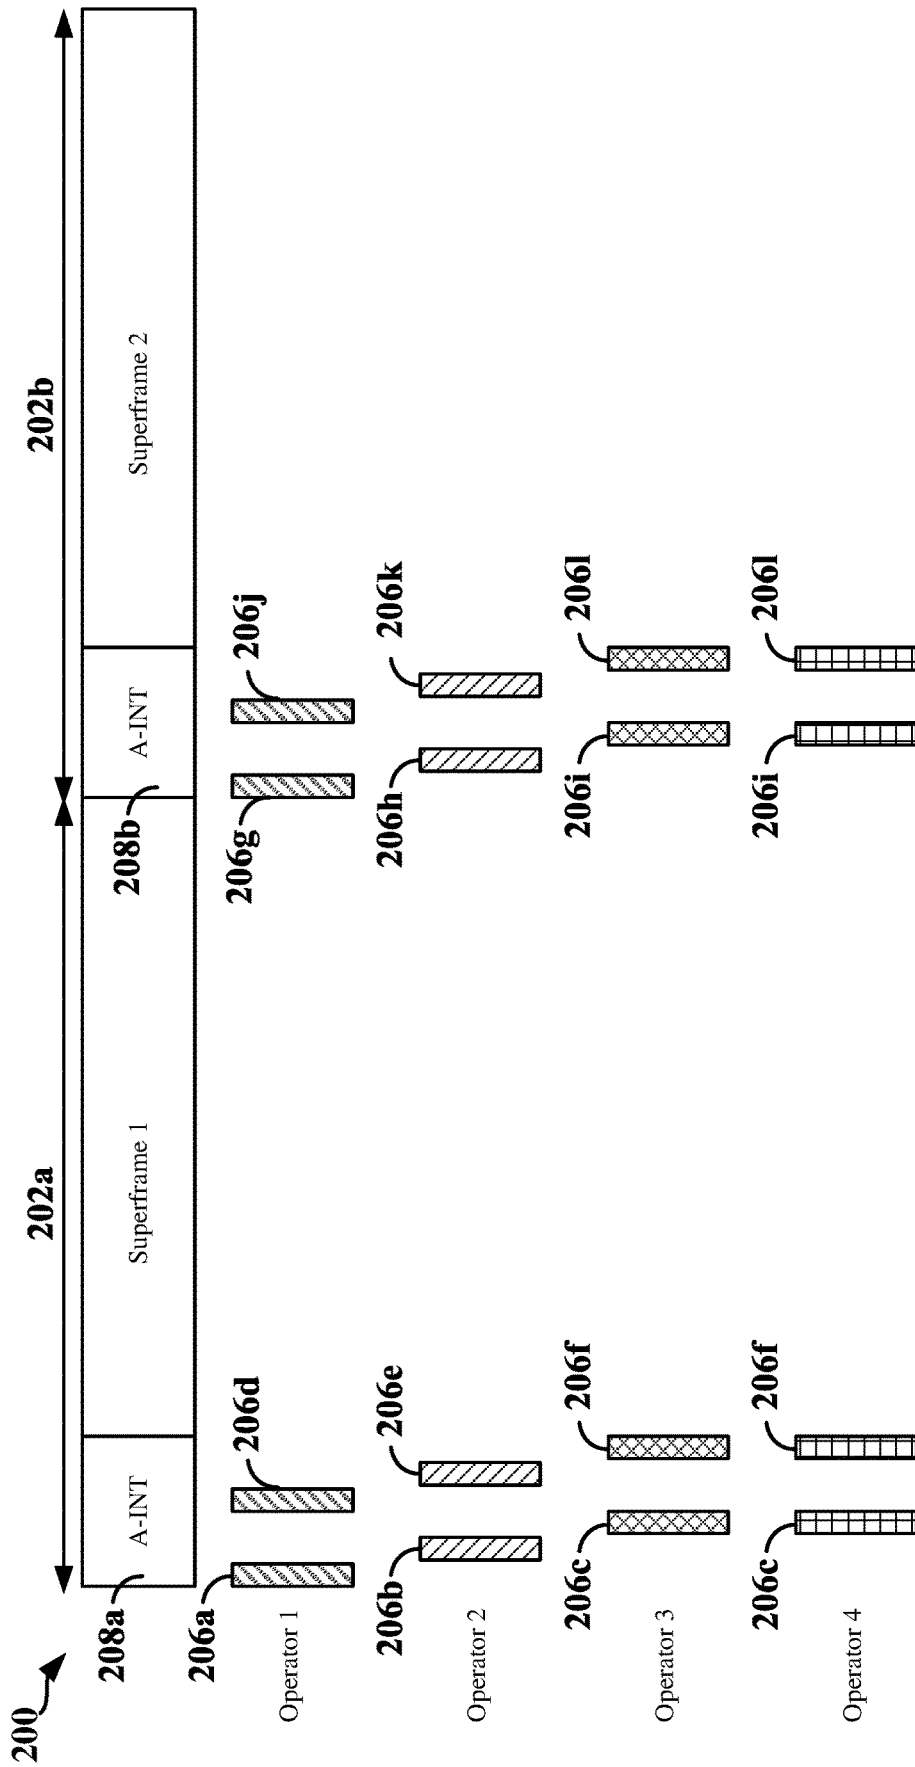 200
202a
202b
208a
A-INT
Superframe 1
208b
A-INT
Superframe 2
206a
206d
206g
206j
Operator 1
206b
206e
206h
206k
Operator 2
206c
206f
206i
206l
Operator 3
206c
206f
206i
206l
Operator 4